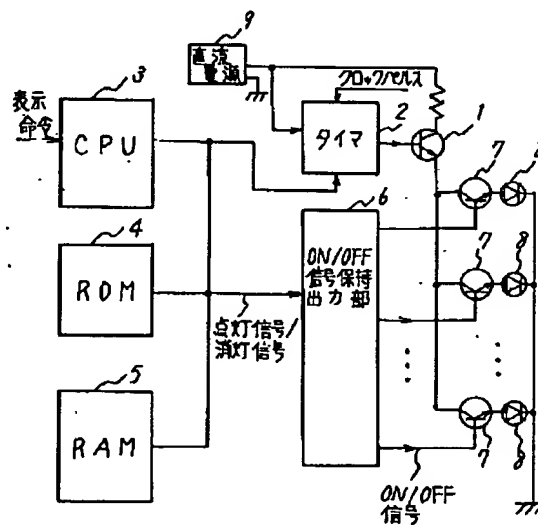 9
直流
電源
3
表示
命令
CPU
クロックパルス
タイマ
2
1
7
8
4
ROM
6
ON/OFF
信号保持
出力部
点灯信号/
消灯信号
7
8
5
RAM
7
8
ON/OFF
信号